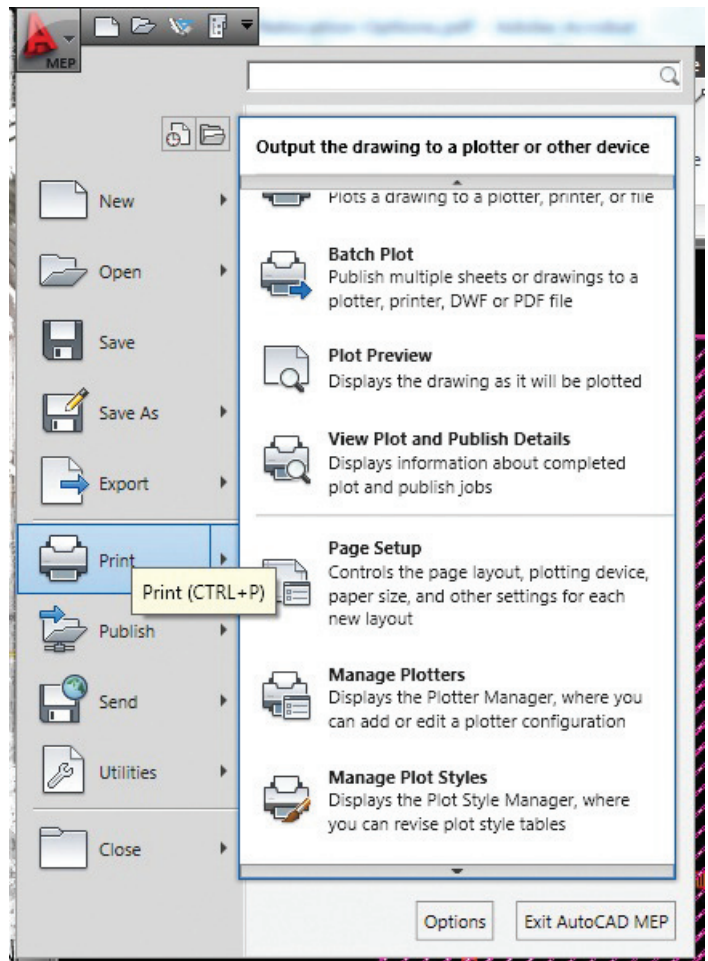 MEP
Output the drawing to a plotter or other device
New
Open
Save
Save As
Export
Print
Print (CTRL+P)
Publish
Send
Utilities
Close
Plots a drawing to a plotter, printer, or file
Batch Plot
Publish multiple sheets or drawings to a
plotter, printer, DWF or PDF file
Plot Preview
Displays the drawing as it will be plotted
View Plot and Publish Details
Displays information about completed
plot and publish jobs
Page Setup
Controls the page layout, plotting device,
paper size, and other settings for each
new layout
Manage Plotters
Displays the Plotter Manager, where you
can add or edit a plotter configuration
Manage Plot Styles
Displays the Plot Style Manager, where
you can revise plot style tables
Options
Exit AutoCAD MEP